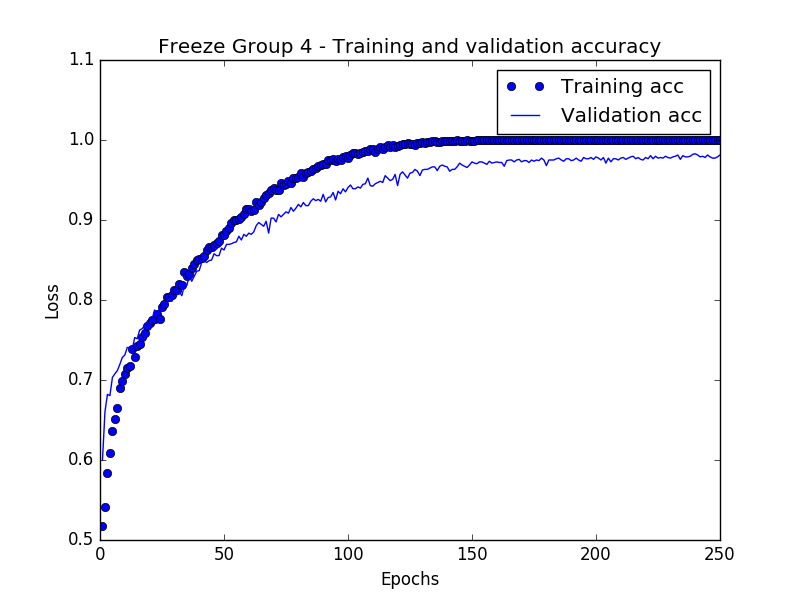 Freeze Group 4 - Training and validation accuracy
Training acc
Validation acc
1.1
1.0
0.9
0.8
0.7
0.6
0.5
Loss
0 50 100 150 200 250
Epochs